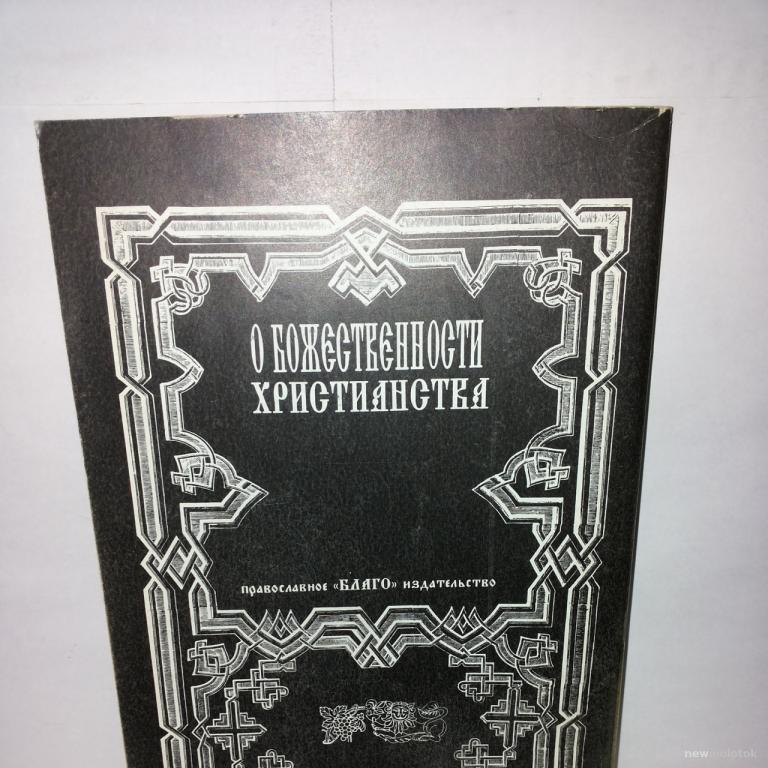 О БОЖЕСТВЕННОСТИ
ХРИСТИАНСТВА
ПРАВОСЛАВНОЕ «БЛАГО» ИЗДАТЕЛЬСТВО
newmolotok